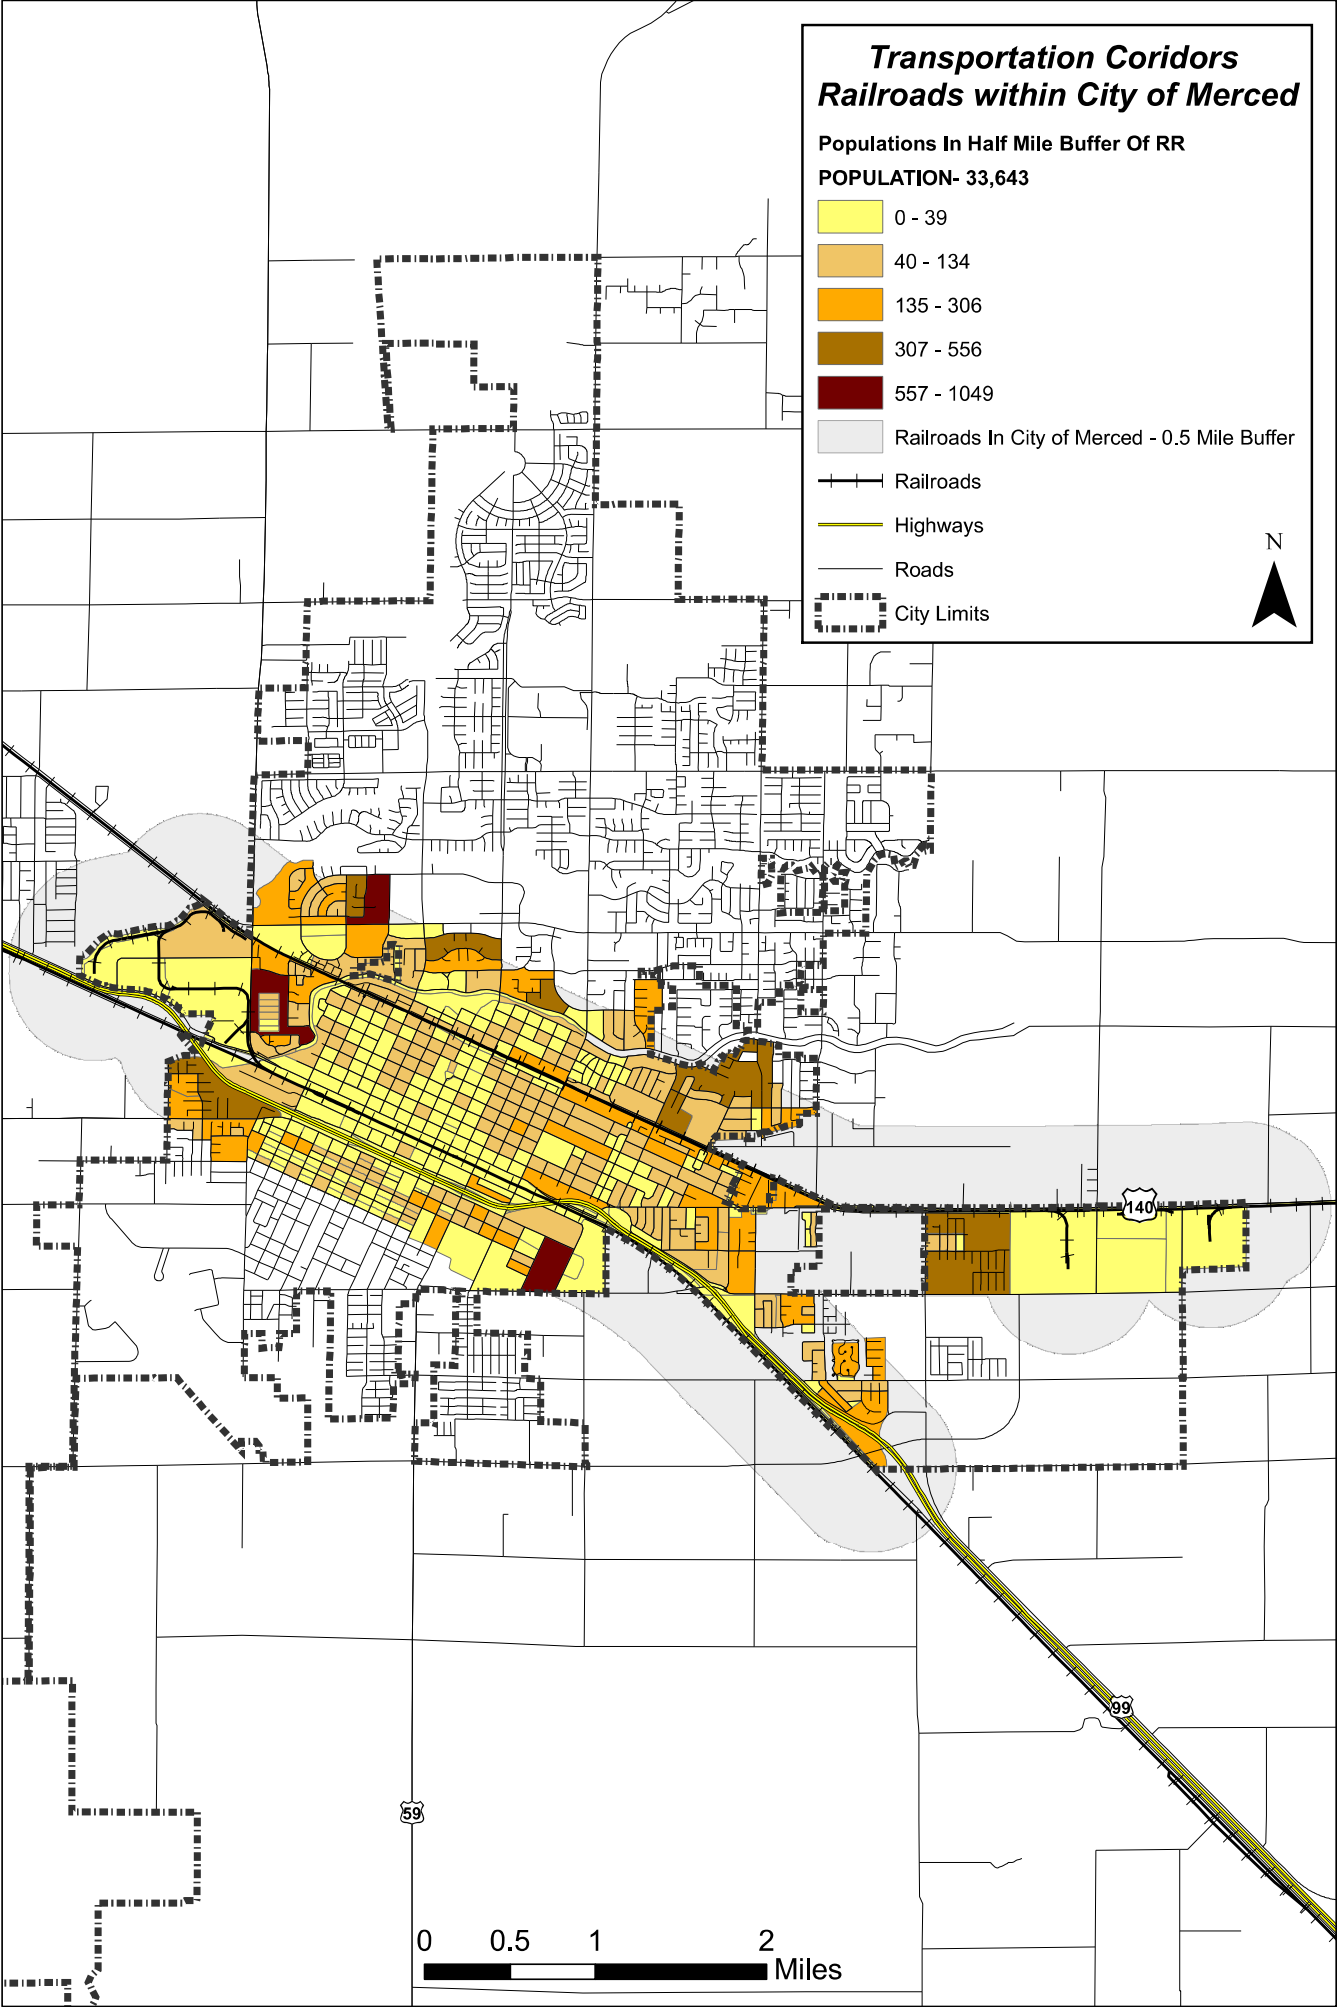 Transportation Coridors
Railroads within City of Merced
Populations In Half Mile Buffer Of RR
POPULATION- 33,643
0 - 39
40 - 134
135 - 306
307 - 556
557 - 1049
Railroads In City of Merced - 0.5 Mile Buffer
Railroads
Highways
Roads
City Limits
N
140
99
59
0 0.5 1 2
Miles